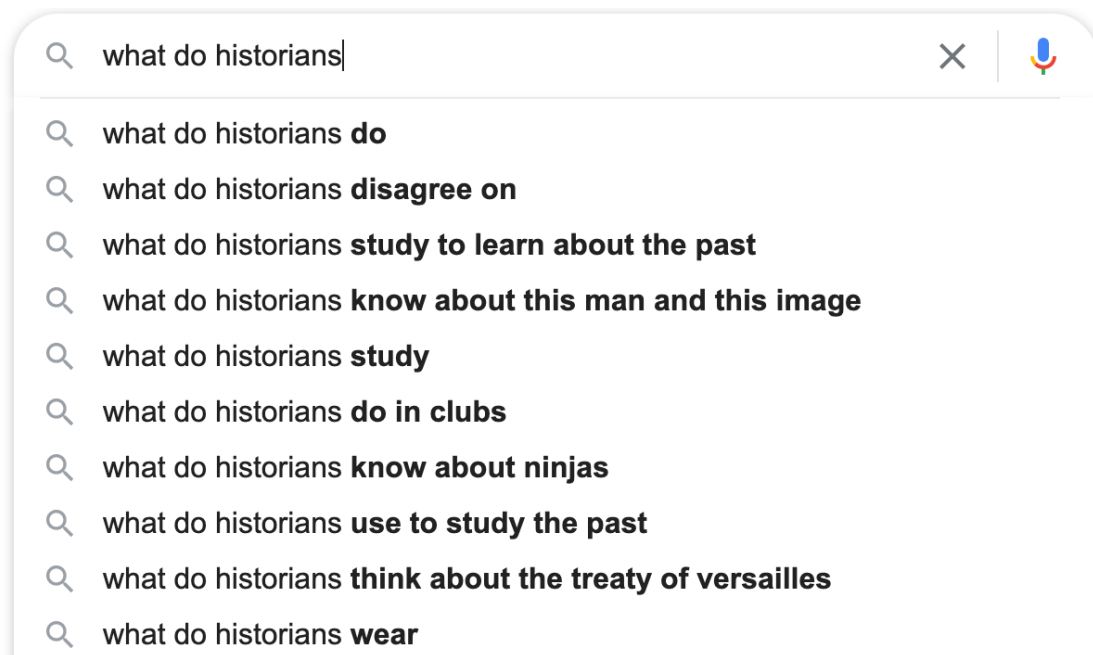 what do historians
what do historians do
what do historians disagree on
what do historians study to learn about the past
what do historians know about this man and this image
what do historians study
what do historians do in clubs
what do historians know about ninjas
what do historians use to study the past
what do historians think about the treaty of versailles
what do historians wear